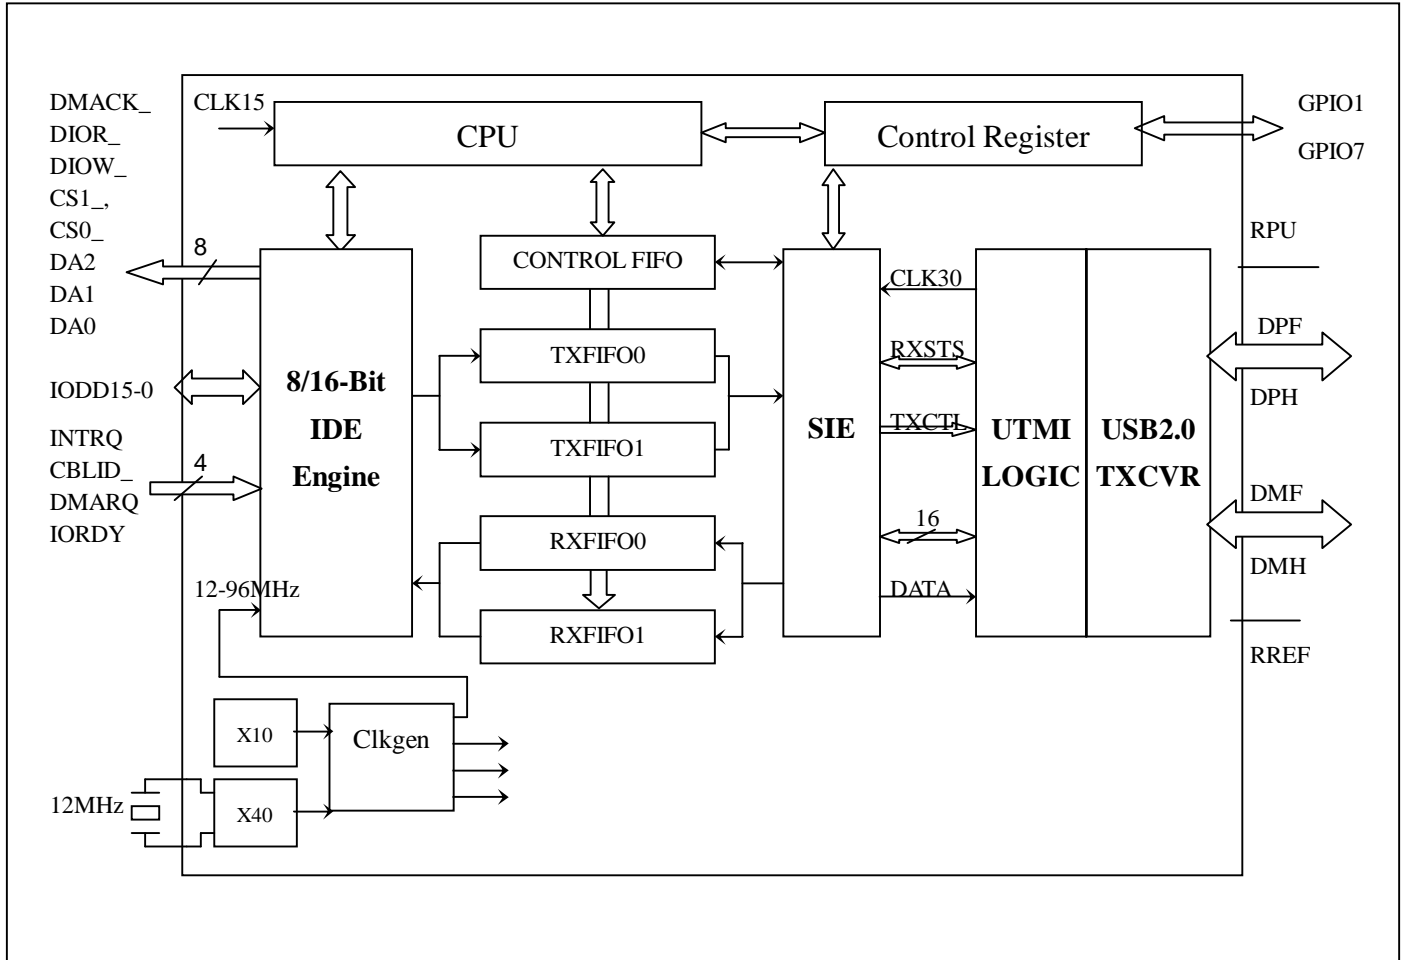 DMACK_
DIOR_
DIOW_
CS1_,
CS0_
DA2
DA1
DA0
8
IODD15-0
INTRQ
CBLID_
DMARQ
IORDY
4
12-96MHz
CLK15
CPU
Control Register
GPIO1
GPIO7
8/16-Bit
IDE
Engine
CONTROL FIFO
TXFIFO0
TXFIFO1
RXFIFO0
RXFIFO1
SIE
CLK30
RXSTS
TXCTL
16
DATA
UTMI
LOGIC
USB2.0
TXCVR
RPU
DPF
DPH
DMF
DMH
RREF
X10
Clkgen
12MHz
X40